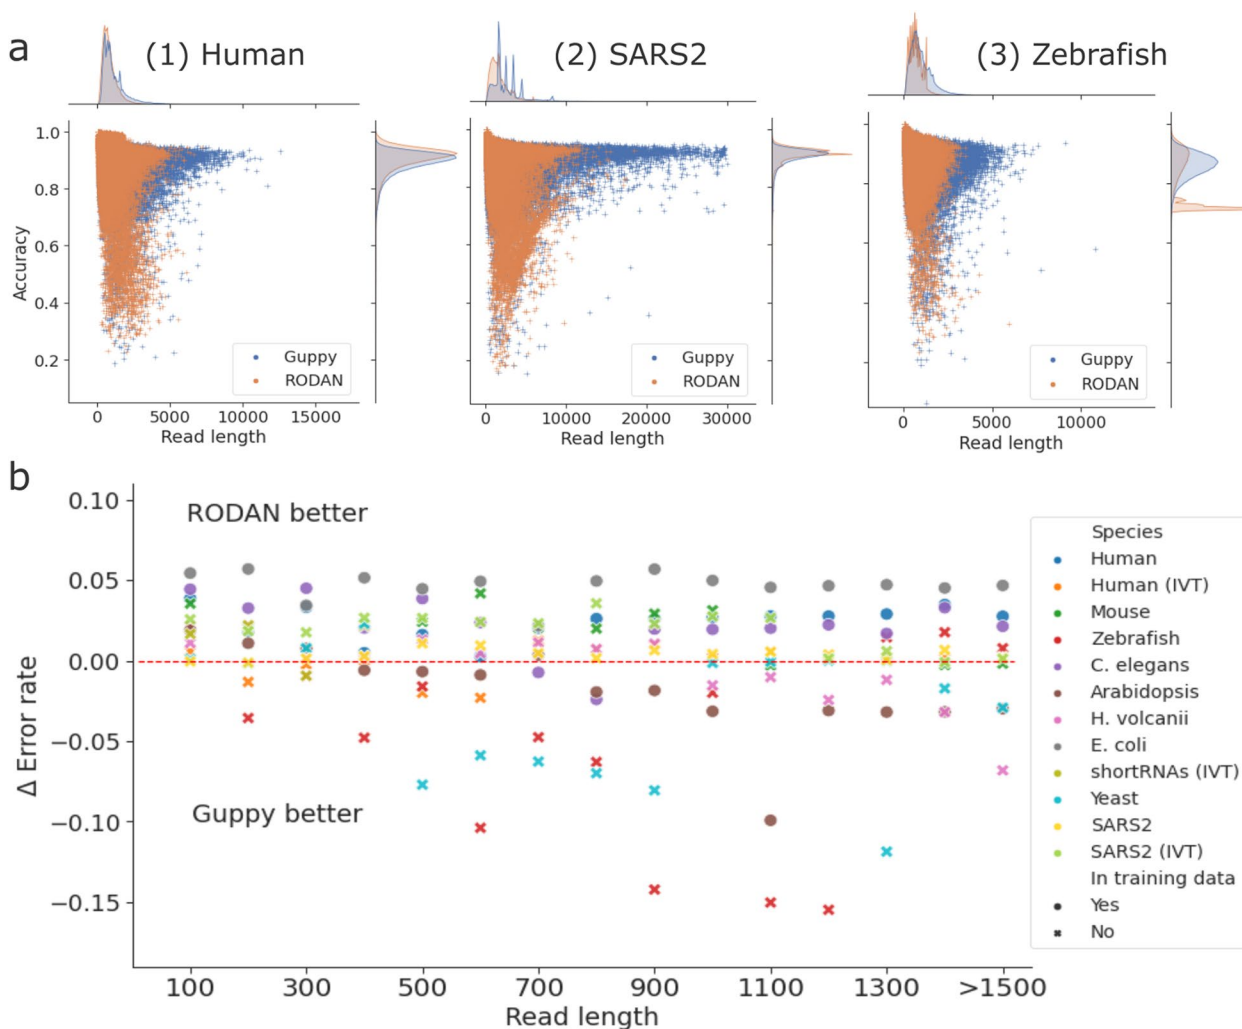 a
(1) Human
(2) SARS2
(3) Zebrafish
Accuracy
1.0
0.8
0.6
0.4
0.2
Guppy
RODAN
0 5000 10000 15000
Read length
Guppy
RODAN
0 10000 20000 30000
Read length
Guppy
RODAN
0 5000 10000
Read length
b
Δ Error rate
0.10
0.05
0.00
−0.05
−0.10
−0.15
RODAN better
Guppy better
100 300 500 700 900 1100 1300 >1500
Read length
Species
Human
Human (IVT)
Mouse
Zebrafish
C. elegans
Arabidopsis
H. volcanii
E. coli
shortRNAs (IVT)
Yeast
SARS2
SARS2 (IVT)
In training data
Yes
No